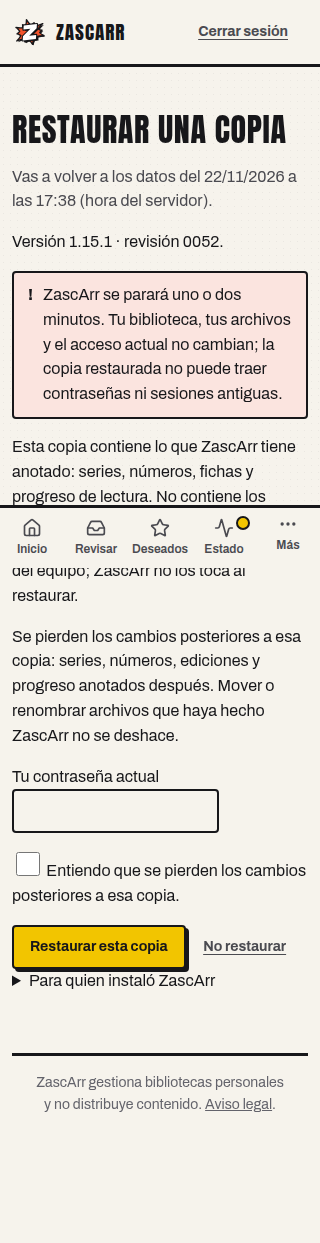 ZASCARR
Cerrar sesión
RESTAURAR UNA COPIA
Vas a volver a los datos del 22/11/2026 a
las 17:38 (hora del servidor).
Versión 1.15.1 · revisión 0052.
! ZascArr se parará uno o dos
minutos. Tu biblioteca, tus archivos
y el acceso actual no cambian; la
copia restaurada no puede traer
contraseñas ni sesiones antiguas.
Esta copia contiene lo que ZascArr tiene
anotado: series, números, fichas y
progreso de lectura. No contiene los
Inicio
Revisar
Deseados
Estado
Más
del equipo; ZascArr no los toca al
restaurar.
Se pierden los cambios posteriores a esa
copia: series, números, ediciones y
progreso anotados después. Mover o
renombrar archivos que haya hecho
ZascArr no se deshace.
Tu contraseña actual
Entiendo que se pierden los cambios
posteriores a esa copia.
Restaurar esta copia
No restaurar
Para quien instaló ZascArr
ZascArr gestiona bibliotecas personales
y no distribuye contenido. Aviso legal.